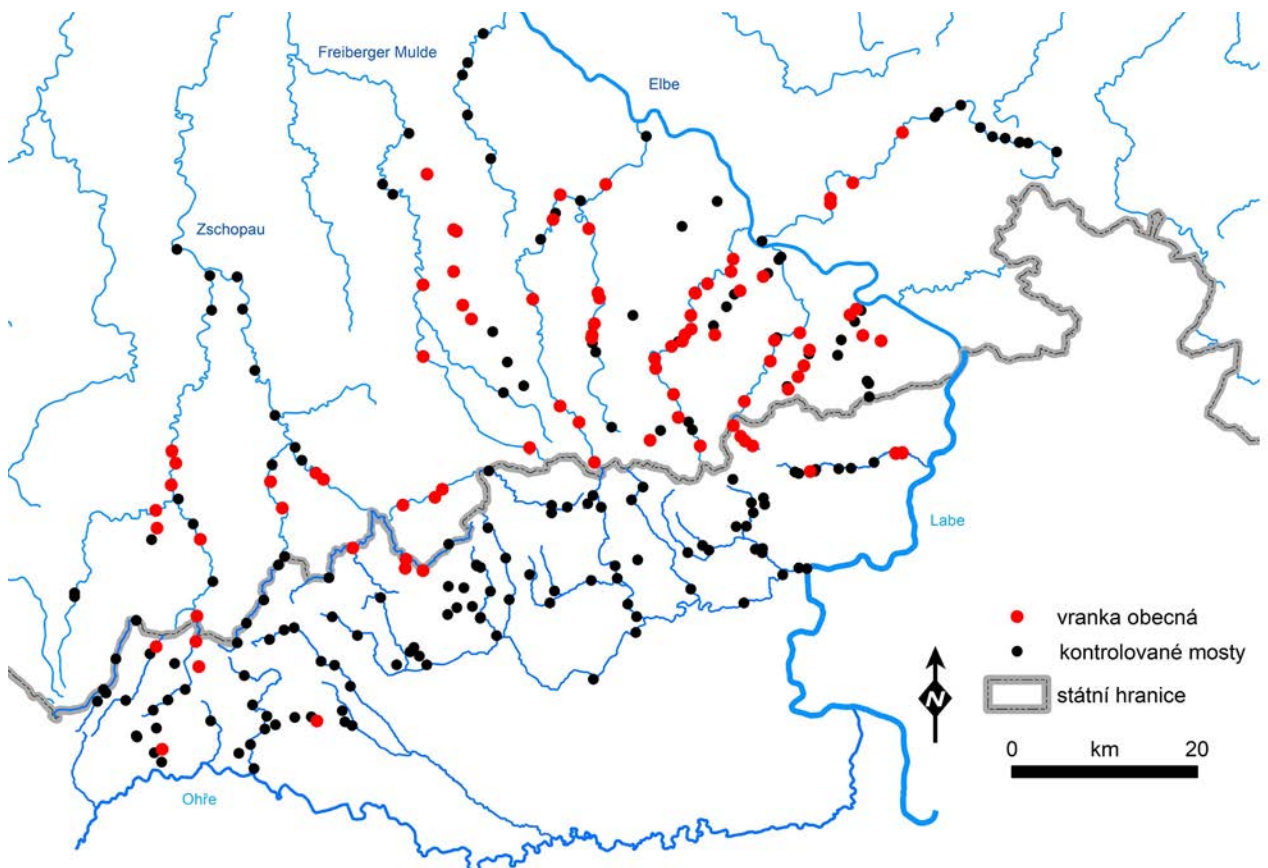 Freiberger Mulde
Elbe
Zschopau
Labe
vranka obecná
kontrolované mosty
státní hranice
N
0 km 20
Ohře